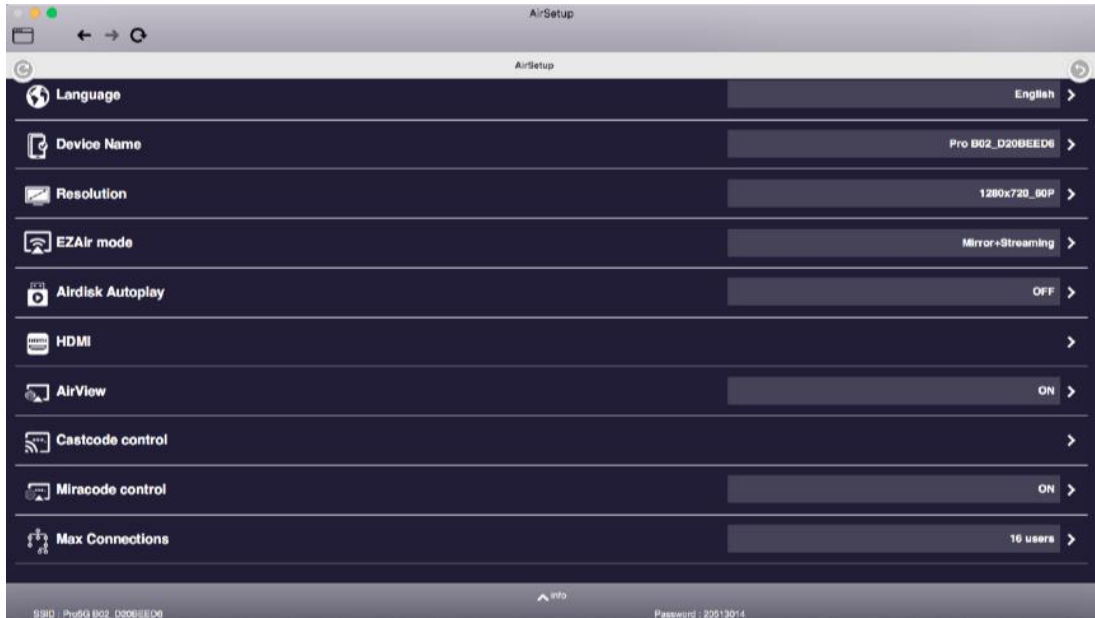 AirSetup
AirSetup
Language English
Device Name Pro B02_D20BEED6
Resolution 1280x720_60P
EZAir mode Mirror+Streaming
Airdisk Autoplay OFF
HDMI
AirView ON
Castcode control
Miracode control ON
Max Connections 16 users
info
SSID : Pro5G B02_D20BEED6 Password : 20513014